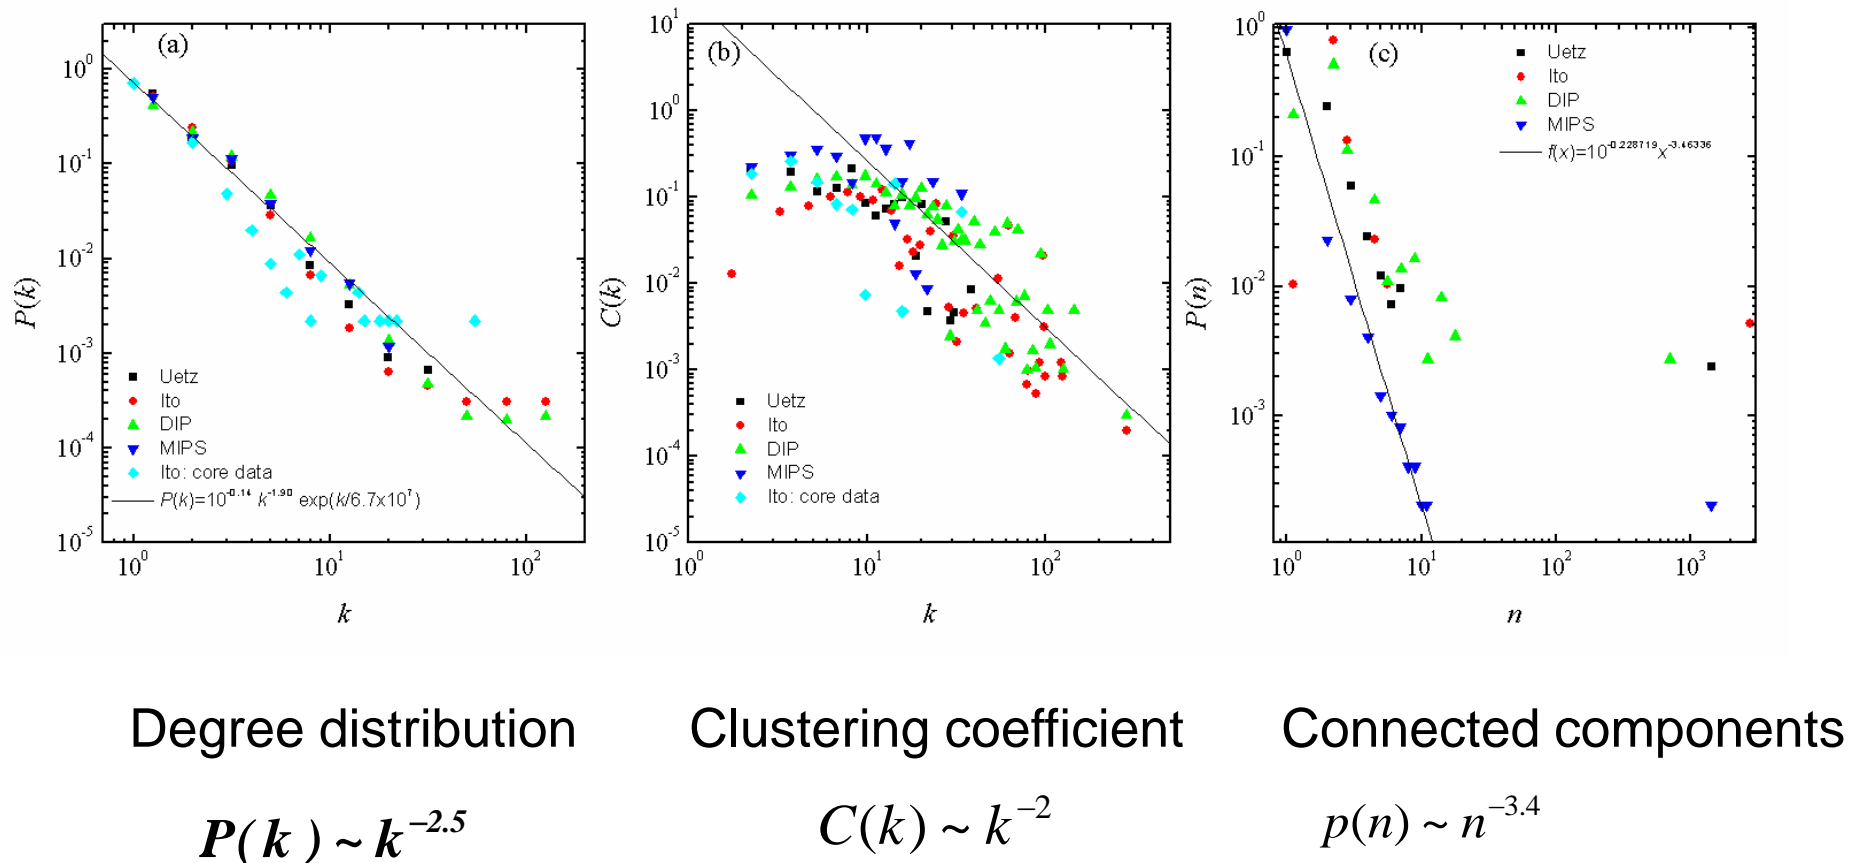 (a)
10^0
10^-1
10^-2
10^-3
10^-4
10^-5
P(k)
Uetz
Ito
DIP
MIPS
Ito: core data
P(k)=10^-0.14 k^-1.90 exp(k/6.7x10^7)
10^0 10^1 10^2
k
(b)
10^1
10^0
10^-1
10^-2
10^-3
10^-4
10^-5
C(k)
Uetz
Ito
DIP
MIPS
Ito: core data
10^0 10^1 10^2
k
(c)
10^0
10^-1
10^-2
10^-3
P(n)
Uetz
Ito
DIP
MIPS
f(x)=10^-0.228719 x^-3.46336
10^0 10^1 10^2 10^3
n
Degree distribution Clustering coefficient Connected components
P(k) ~ k^-2.5 C(k) ~ k^-2 p(n) ~ n^-3.4